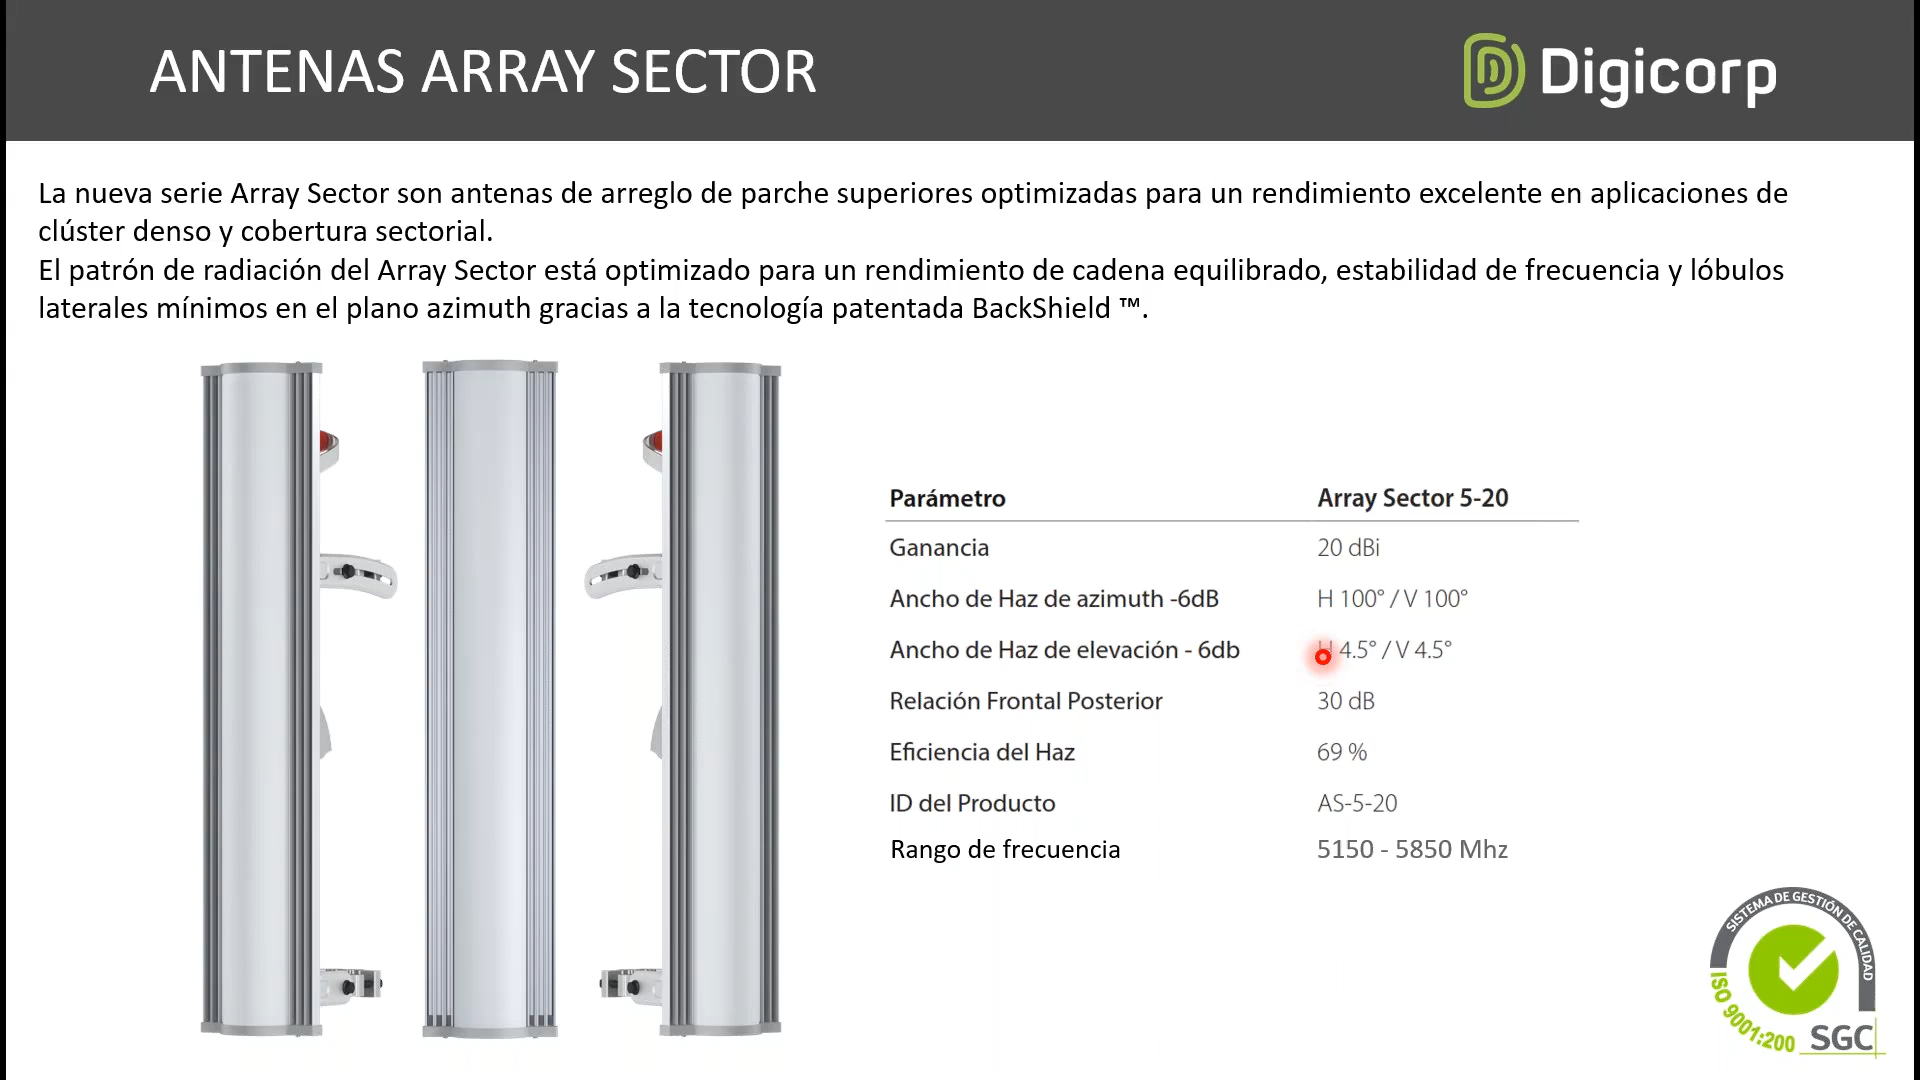 ANTENAS ARRAY SECTOR
Digicorp
La nueva serie Array Sector son antenas de arreglo de parche superiores optimizadas para un rendimiento excelente en aplicaciones de
clúster denso y cobertura sectorial.
El patrón de radiación del Array Sector está optimizado para un rendimiento de cadena equilibrado, estabilidad de frecuencia y lóbulos
laterales mínimos en el plano azimuth gracias a la tecnología patentada BackShield ™.
Parámetro Array Sector 5-20
Ganancia 20 dBi
Ancho de Haz de azimuth -6dB H 100° / V 100°
Ancho de Haz de elevación - 6db H 4.5° / V 4.5°
Relación Frontal Posterior 30 dB
Eficiencia del Haz 69 %
ID del Producto AS-5-20
Rango de frecuencia 5150 - 5850 Mhz
SISTEMA DE GESTIÓN DE CALIDAD
ISO 9001:200
SGC